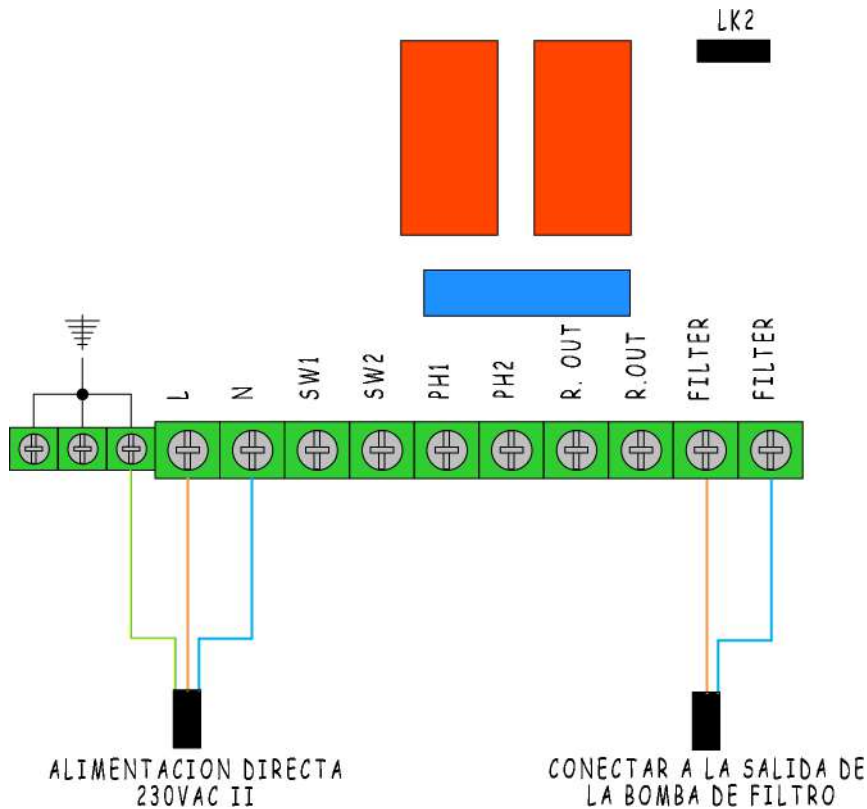 LK2
L
N
SW1
SW2
PH1
PH2
R. OUT
R.OUT
FILTER
FILTER
ALIMENTACION DIRECTA
230VAC II
CONECTAR A LA SALIDA DE
LA BOMBA DE FILTRO